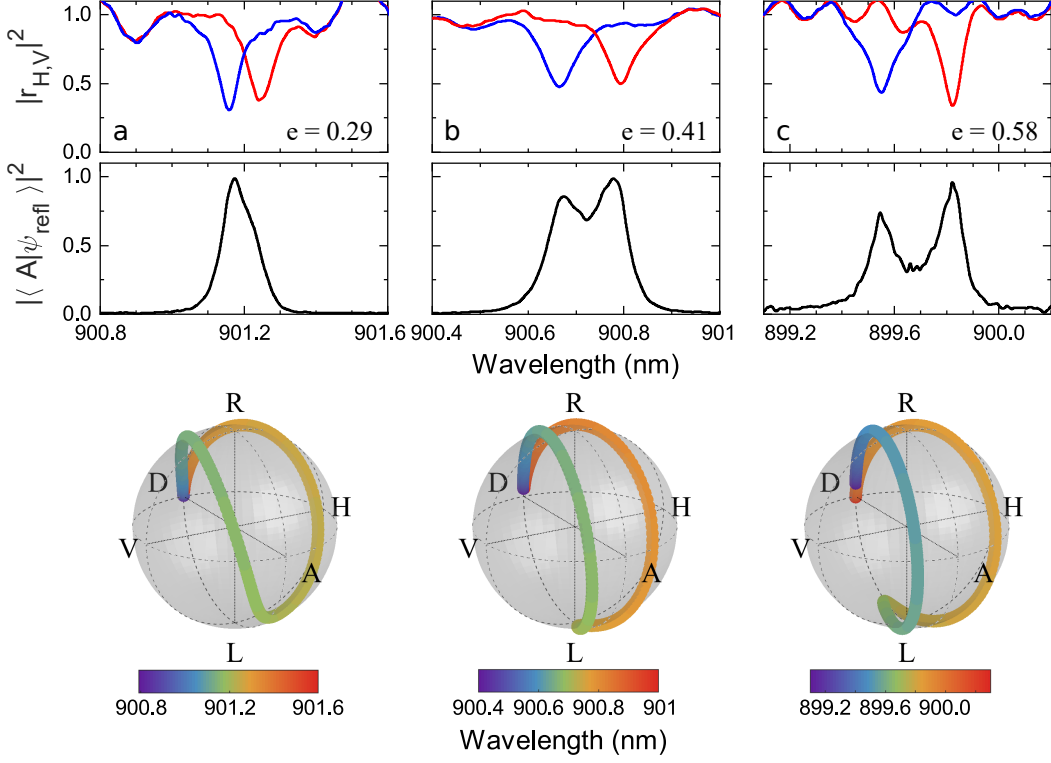 |r_H,V|²
1.0
0.5
0.0
a
e = 0.29
b
e = 0.41
c
e = 0.58
|⟨ A|ψ_refl ⟩|²
1.0
0.5
0.0
900.8
901.2
901.6
900.4
900.6
900.8
901
899.2
899.6
900.0
Wavelength (nm)
R
D
H
V
A
L
R
D
H
V
A
L
R
D
H
V
A
L
900.8
901.2
901.6
900.4
900.6
900.8
901
899.2
899.6
900.0
Wavelength (nm)